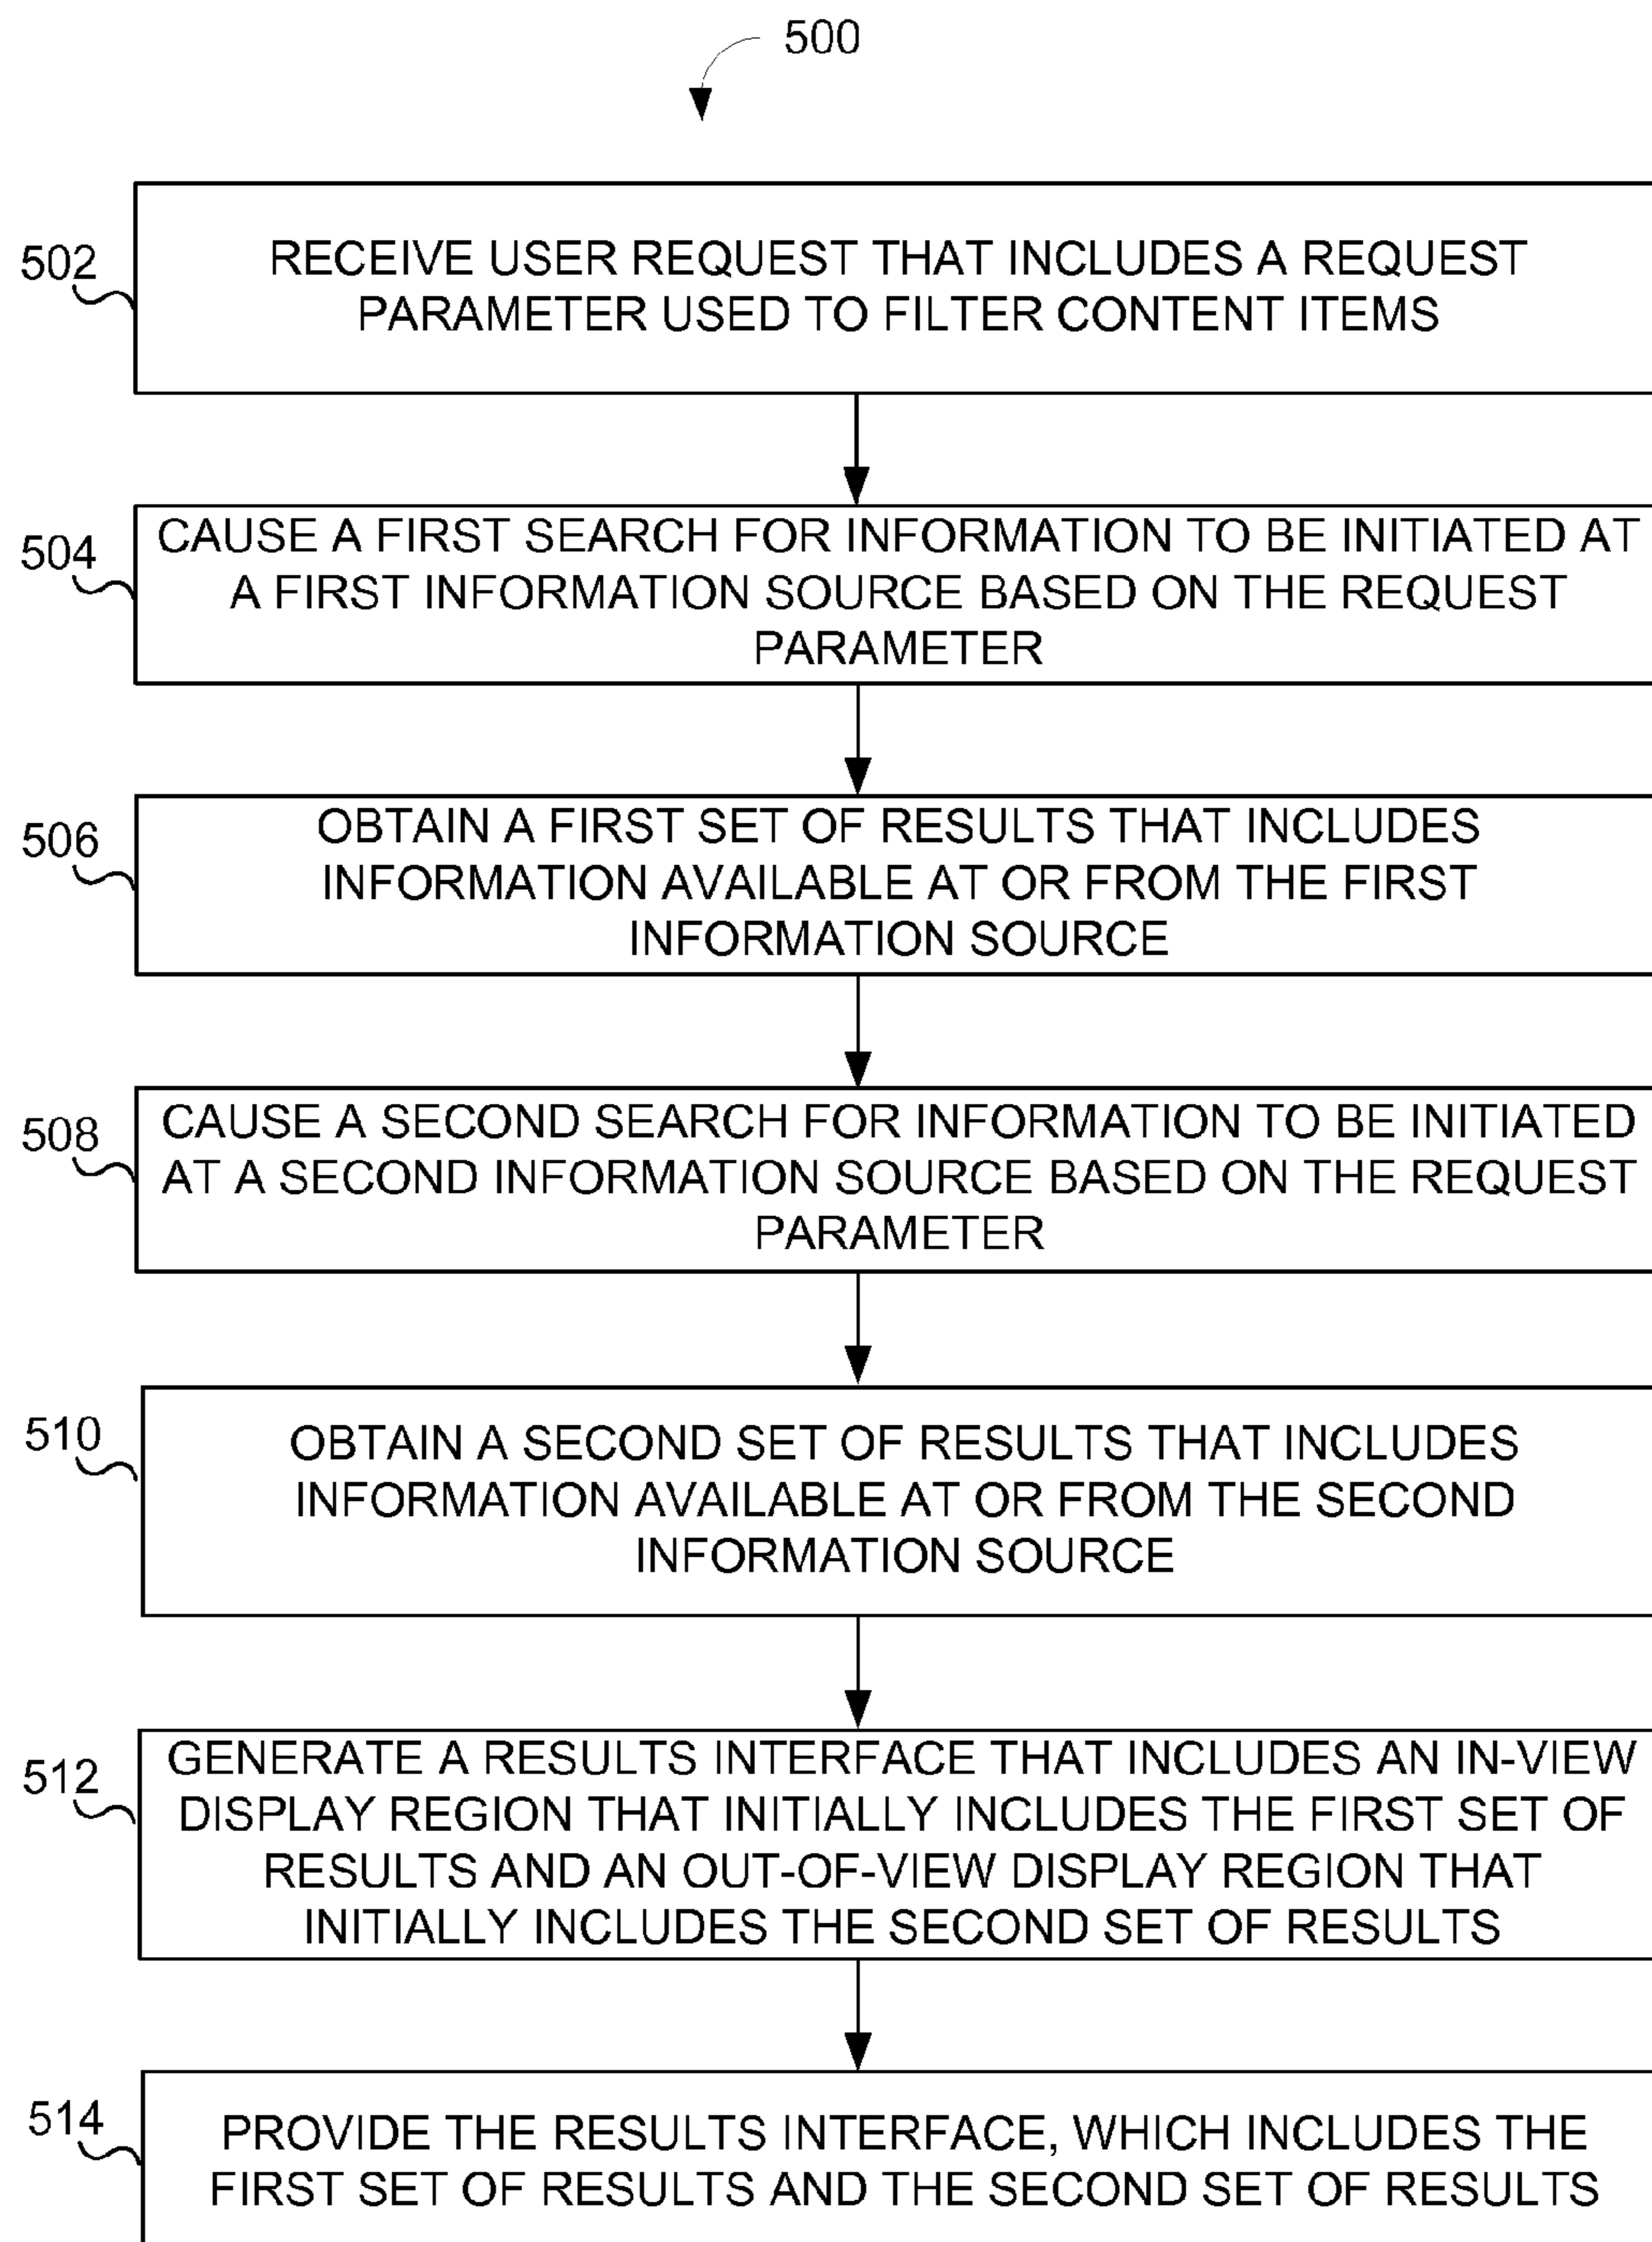 500
502
RECEIVE USER REQUEST THAT INCLUDES A REQUEST
PARAMETER USED TO FILTER CONTENT ITEMS
504
CAUSE A FIRST SEARCH FOR INFORMATION TO BE INITIATED AT
A FIRST INFORMATION SOURCE BASED ON THE REQUEST
PARAMETER
506
OBTAIN A FIRST SET OF RESULTS THAT INCLUDES
INFORMATION AVAILABLE AT OR FROM THE FIRST
INFORMATION SOURCE
508
CAUSE A SECOND SEARCH FOR INFORMATION TO BE INITIATED
AT A SECOND INFORMATION SOURCE BASED ON THE REQUEST
PARAMETER
510
OBTAIN A SECOND SET OF RESULTS THAT INCLUDES
INFORMATION AVAILABLE AT OR FROM THE SECOND
INFORMATION SOURCE
512
GENERATE A RESULTS INTERFACE THAT INCLUDES AN IN-VIEW
DISPLAY REGION THAT INITIALLY INCLUDES THE FIRST SET OF
RESULTS AND AN OUT-OF-VIEW DISPLAY REGION THAT
INITIALLY INCLUDES THE SECOND SET OF RESULTS
514
PROVIDE THE RESULTS INTERFACE, WHICH INCLUDES THE
FIRST SET OF RESULTS AND THE SECOND SET OF RESULTS